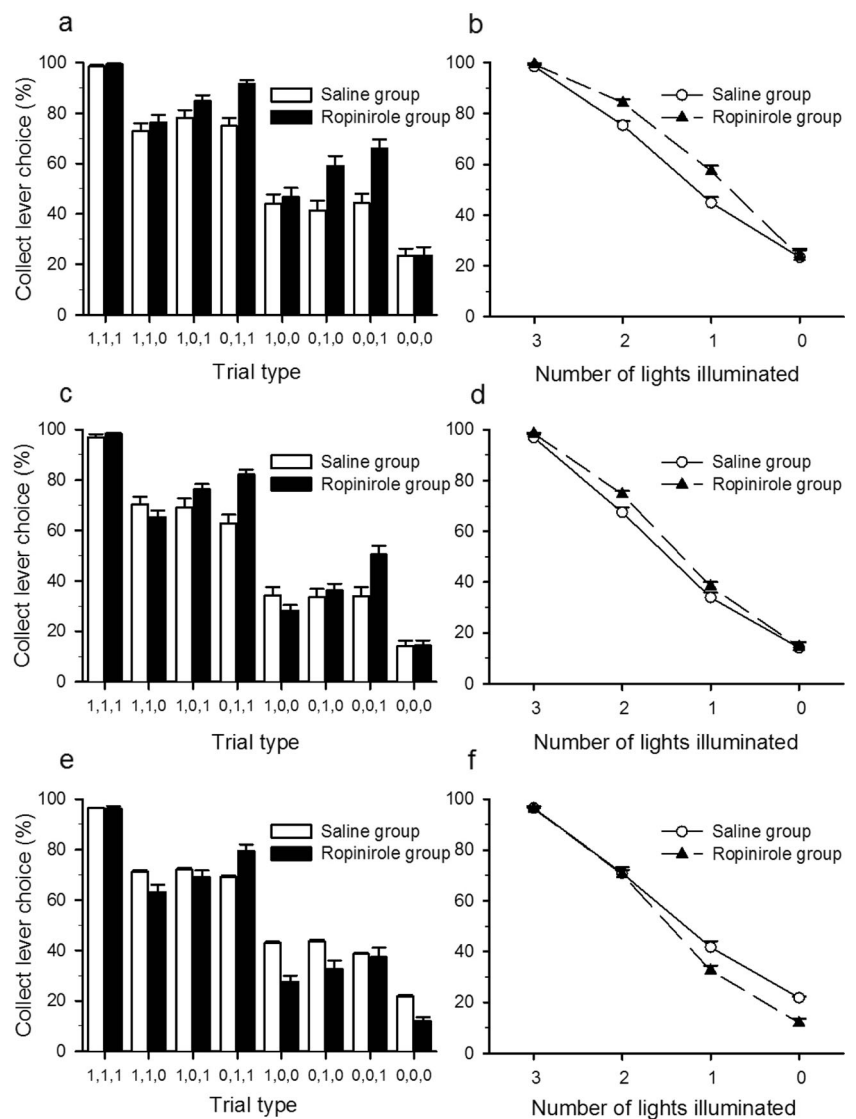 a
Collect lever choice (%)
100
80
60
40
20
0
Saline group
Ropinirole group
1,1,1 1,1,0 1,0,1 0,1,1 1,0,0 0,1,0 0,0,1 0,0,0
Trial type
b
100
80
60
40
20
0
Saline group
Ropinirole group
3 2 1 0
Number of lights illuminated
c
Collect lever choice (%)
100
80
60
40
20
0
Saline group
Ropinirole group
1,1,1 1,1,0 1,0,1 0,1,1 1,0,0 0,1,0 0,0,1 0,0,0
Trial type
d
100
80
60
40
20
0
Saline group
Ropinirole group
3 2 1 0
Number of lights illuminated
e
Collect lever choice (%)
100
80
60
40
20
0
Saline group
Ropinirole group
1,1,1 1,1,0 1,0,1 0,1,1 1,0,0 0,1,0 0,0,1 0,0,0
Trial type
f
100
80
60
40
20
0
Saline group
Ropinirole group
3 2 1 0
Number of lights illuminated